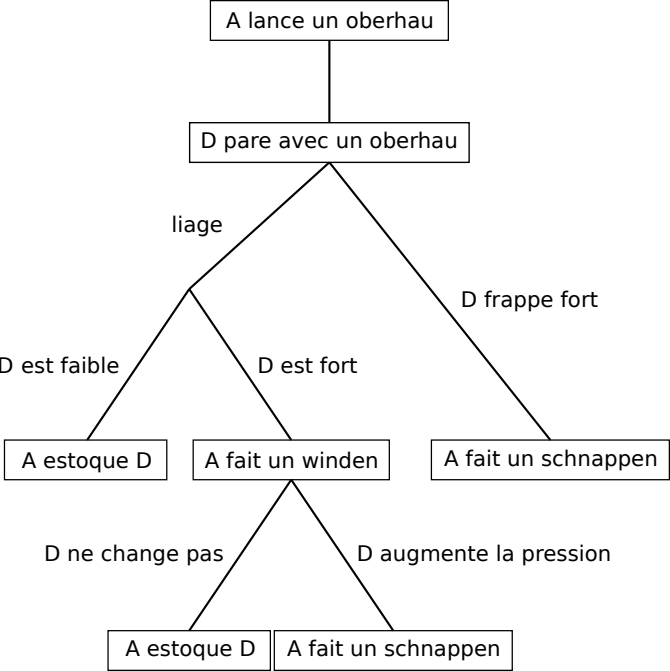 A lance un oberhau
D pare avec un oberhau
liage
D frappe fort
D est faible
D est fort
A estoque D
A fait un winden
A fait un schnappen
D ne change pas
D augmente la pression
A estoque D
A fait un schnappen